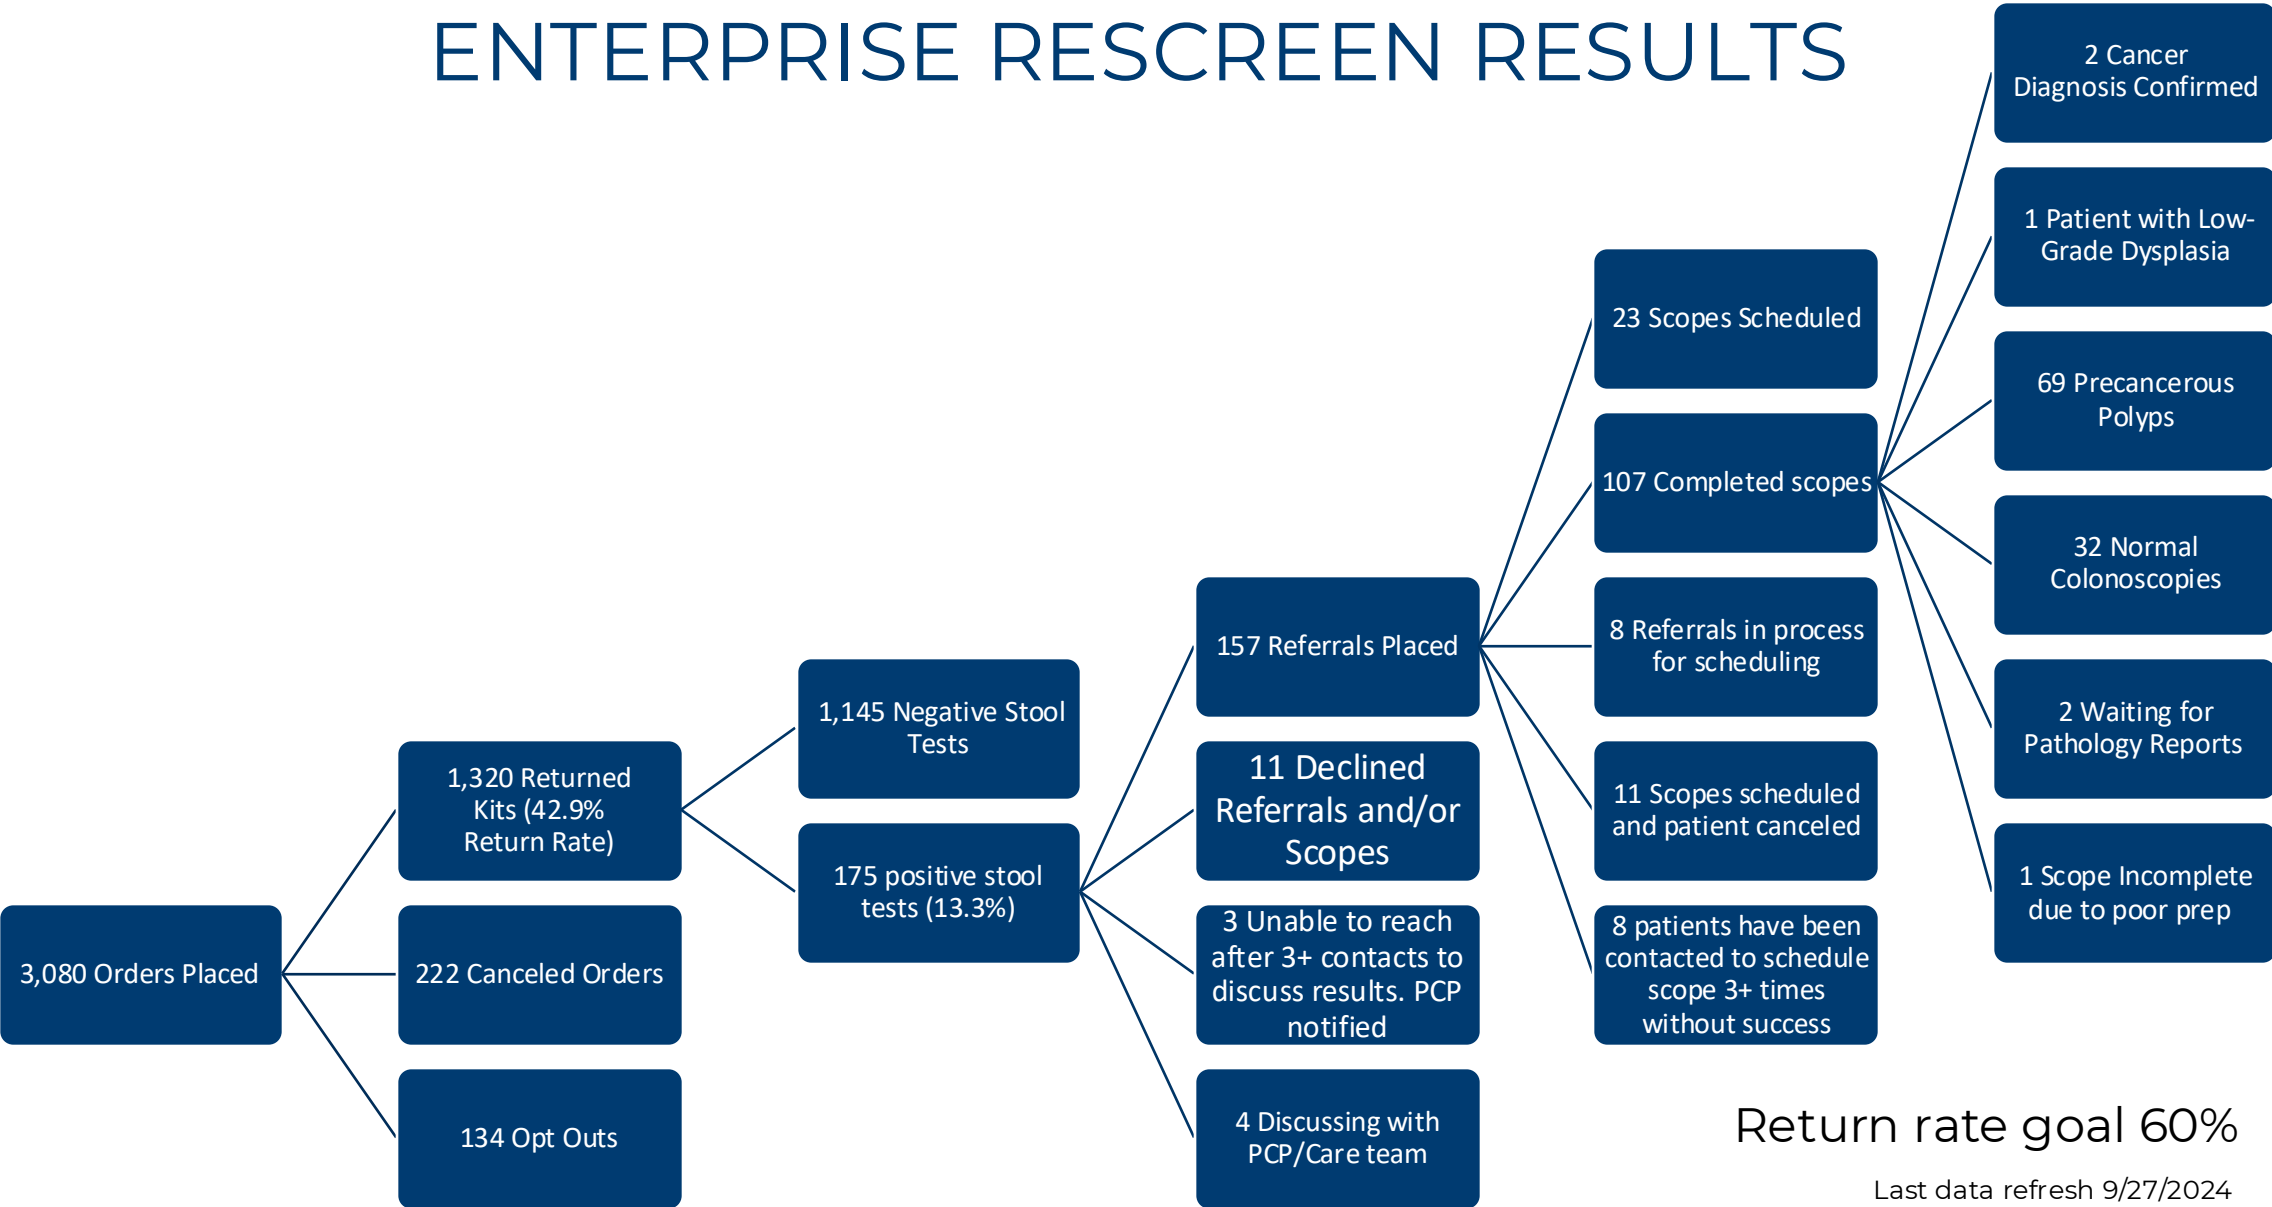 ENTERPRISE RESCREEN RESULTS
3,080 Orders Placed
1,320 Returned
Kits (42.9%
Return Rate)
222 Canceled Orders
134 Opt Outs
1,145 Negative Stool
Tests
175 positive stool
tests (13.3%)
157 Referrals Placed
11 Declined
Referrals and/or
Scopes
3 Unable to reach
after 3+ contacts to
discuss results. PCP
notified
4 Discussing with
PCP/Care team
23 Scopes Scheduled
107 Completed scopes
8 Referrals in process
for scheduling
11 Scopes scheduled
and patient canceled
8 patients have been
contacted to schedule
scope 3+ times
without success
2 Cancer
Diagnosis Confirmed
1 Patient with Low-
Grade Dysplasia
69 Precancerous
Polyps
32 Normal
Colonoscopies
2 Waiting for
Pathology Reports
1 Scope Incomplete
due to poor prep
Return rate goal 60%
Last data refresh 9/27/2024